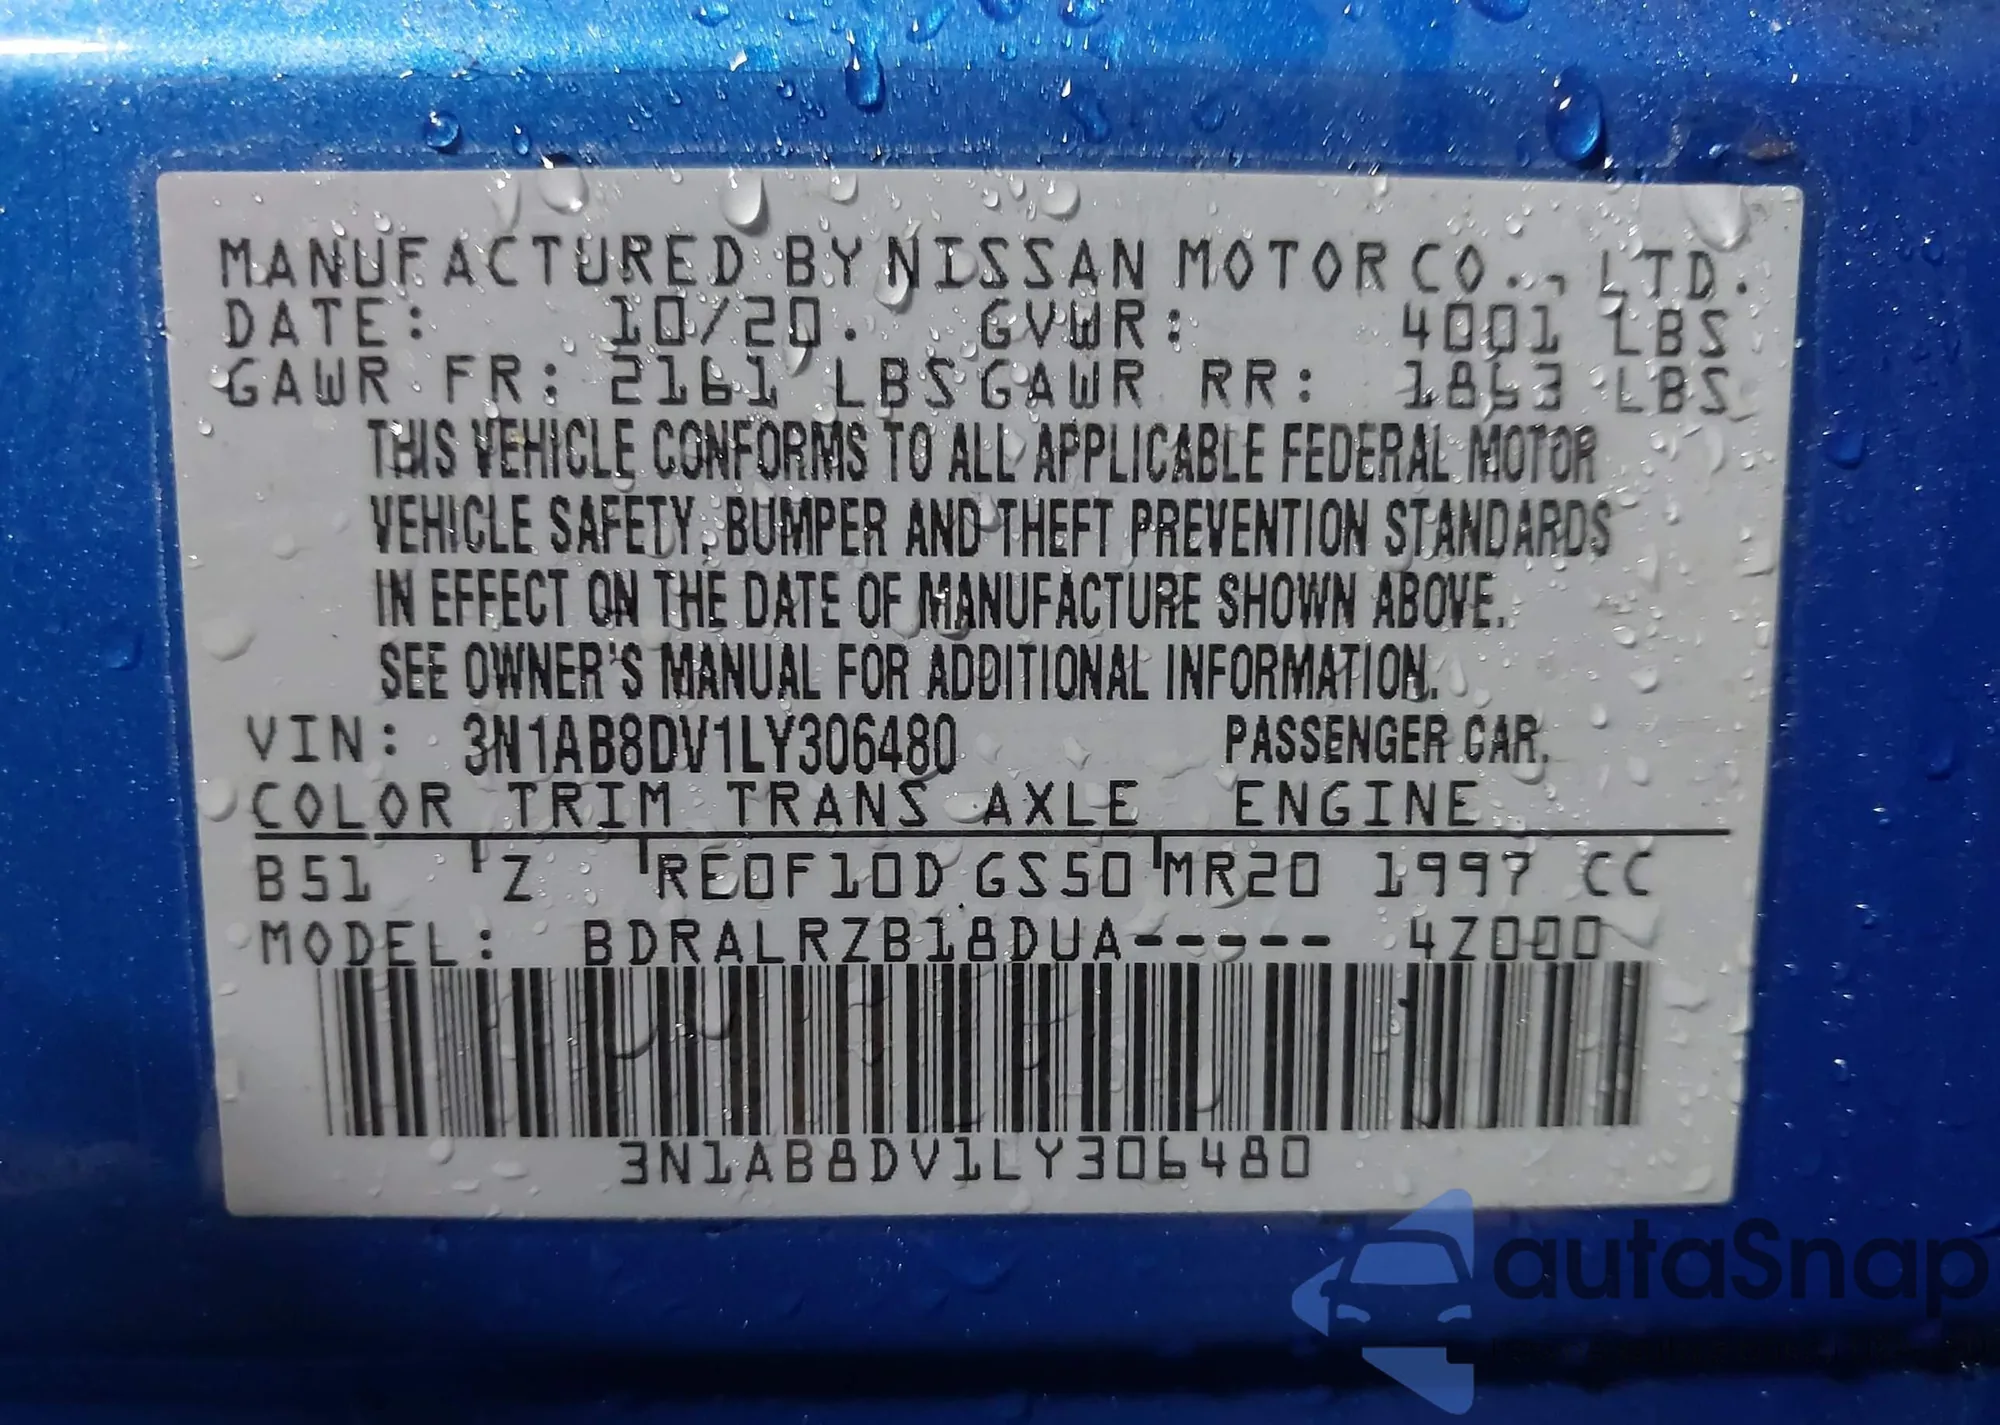 MANUFACTURED BY NISSAN MOTOR CO., LTD.
DATE: 10/20. GVWR: 4001 LBS
GAWR FR: 2161 LBS GAWR RR: 1863 LBS
THIS VEHICLE CONFORMS TO ALL APPLICABLE FEDERAL MOTOR
VEHICLE SAFETY, BUMPER AND THEFT PREVENTION STANDARDS
IN EFFECT ON THE DATE OF MANUFACTURE SHOWN ABOVE.
SEE OWNER'S MANUAL FOR ADDITIONAL INFORMATION.
VIN: 3N1AB8DV1LY306480 PASSENGER CAR.
COLOR TRIM TRANS AXLE ENGINE
B51 Z RE0F10D GS50 MR20 1997 CC
MODEL: BDRALRZB18DUA----- 4Z000
3N1AB8DV1LY306480
autaSnap